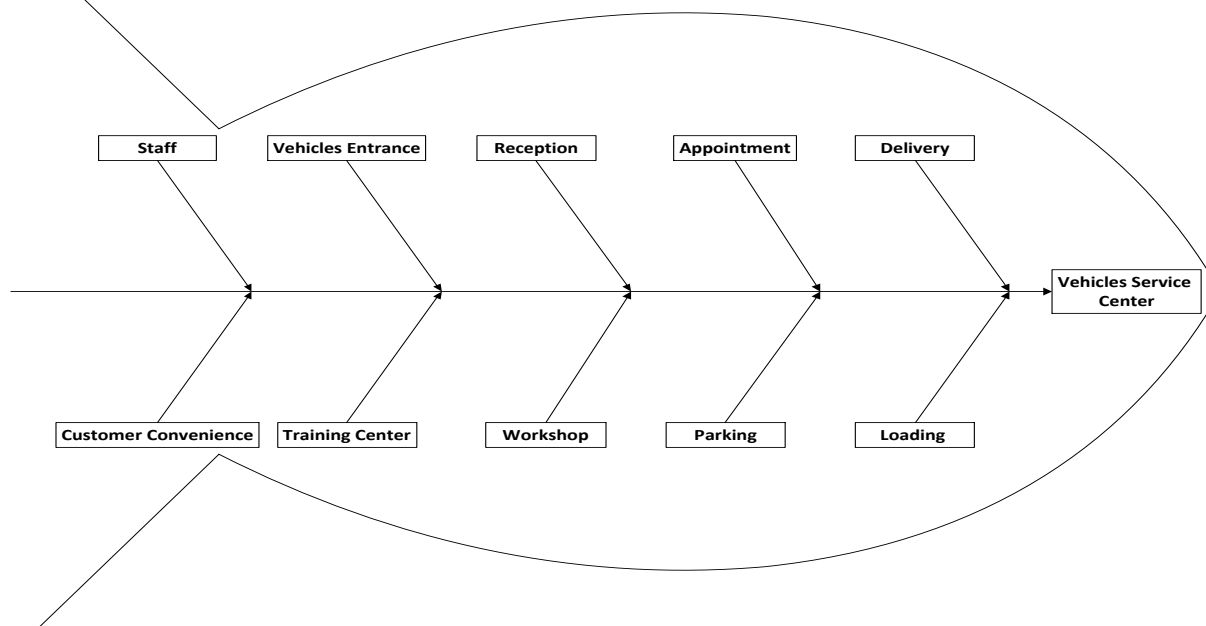 Staff
Vehicles Entrance
Reception
Appointment
Delivery
Vehicles Service
Center
Customer Convenience
Training Center
Workshop
Parking
Loading